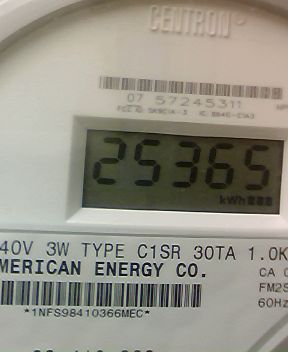 CENTRON®
07 57245311
25365
kWh
40V 3W TYPE C1SR 30TA 1.0K
MERICAN ENERGY CO.
CA 0
FM2S
60Hz
*1NFS98410366MEC*